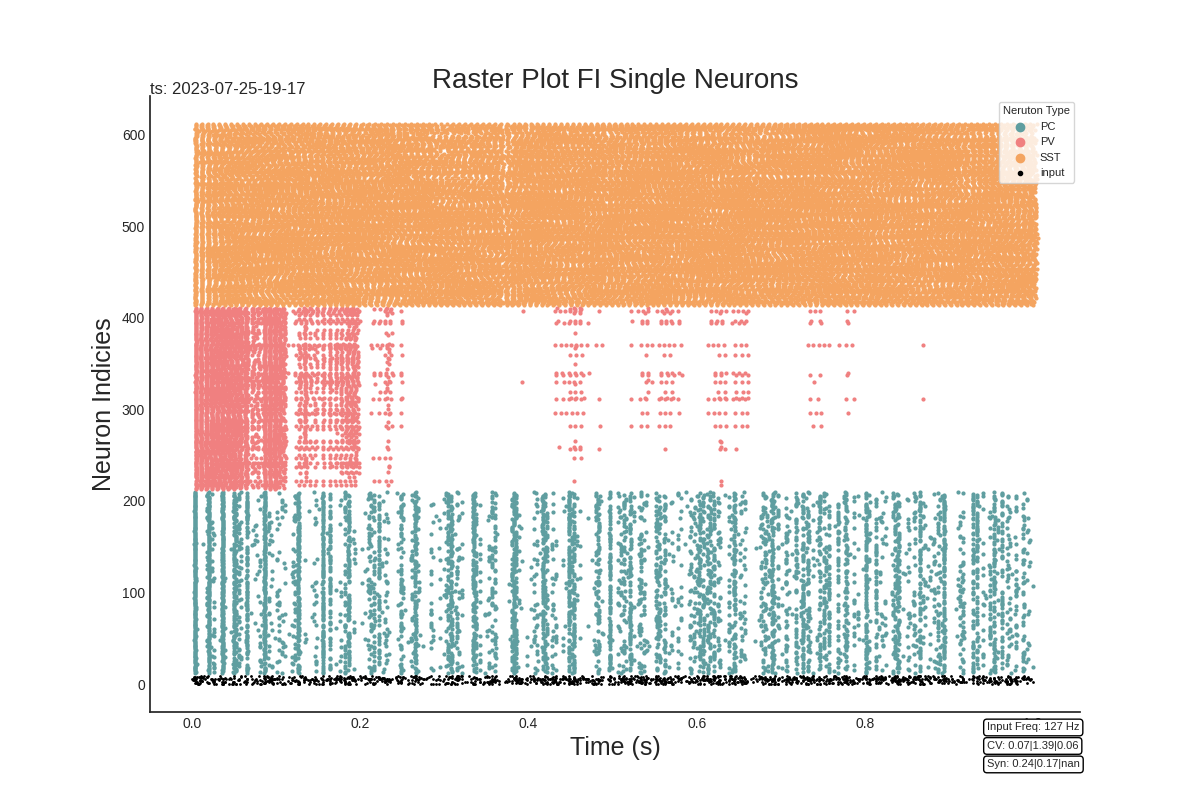 Raster Plot FI Single Neurons
ts: 2023-07-25-19-17
Neruton Type
PC
PV
SST
input
Neuron Indicies
600
500
400
300
200
100
0
0.0 0.2 0.4 0.6 0.8
Time (s)
Input Freq: 127 Hz
CV: 0.07|1.39|0.06
Syn: 0.24|0.17|nan